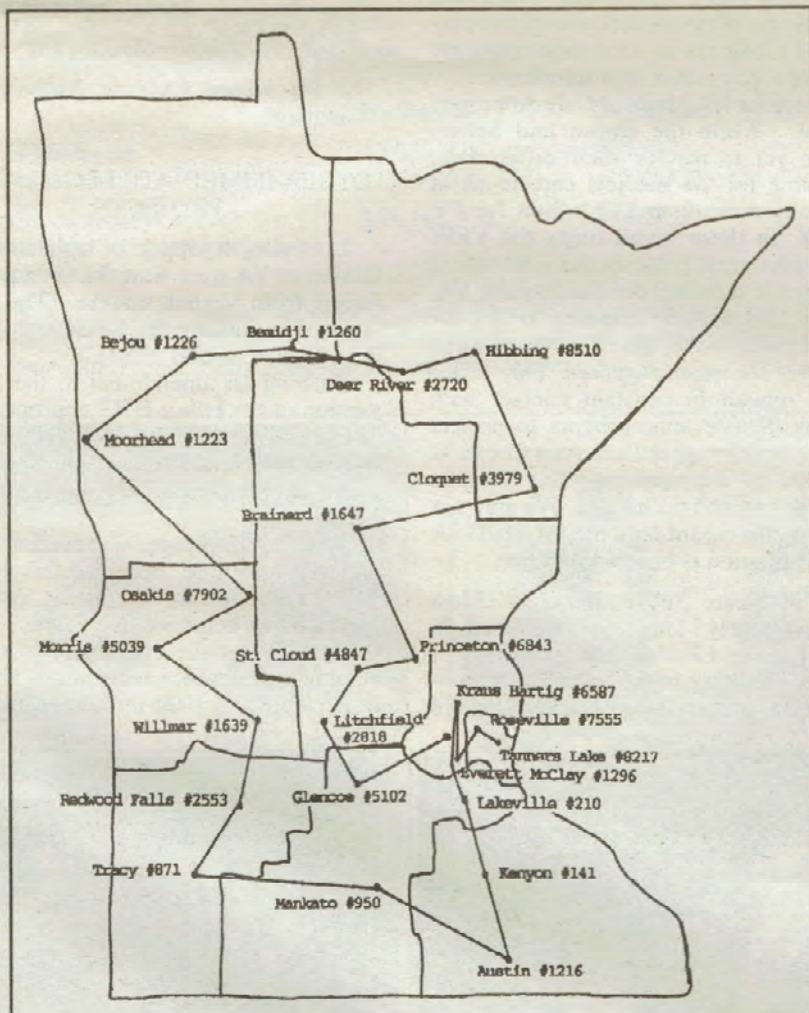 Bemidji #1260
Bejou #1226
Hibbing #8510
Deer River #2720
Moorhead #1223
Cloquet #3979
Brainard #1647
Osakis #7902
Morris #5039
St. Cloud #4847
Princeton #6843
Kraus Hartig #6587
Willmar #1639
Litchfield
#2818
Roseville #7555
Tanners Lake #8217
Everett McClay #1296
Redwood Falls #2553
Glencoe #5102
Lakeville #210
Tracy #871
Kenyon #141
Mankato #950
Austin #1216